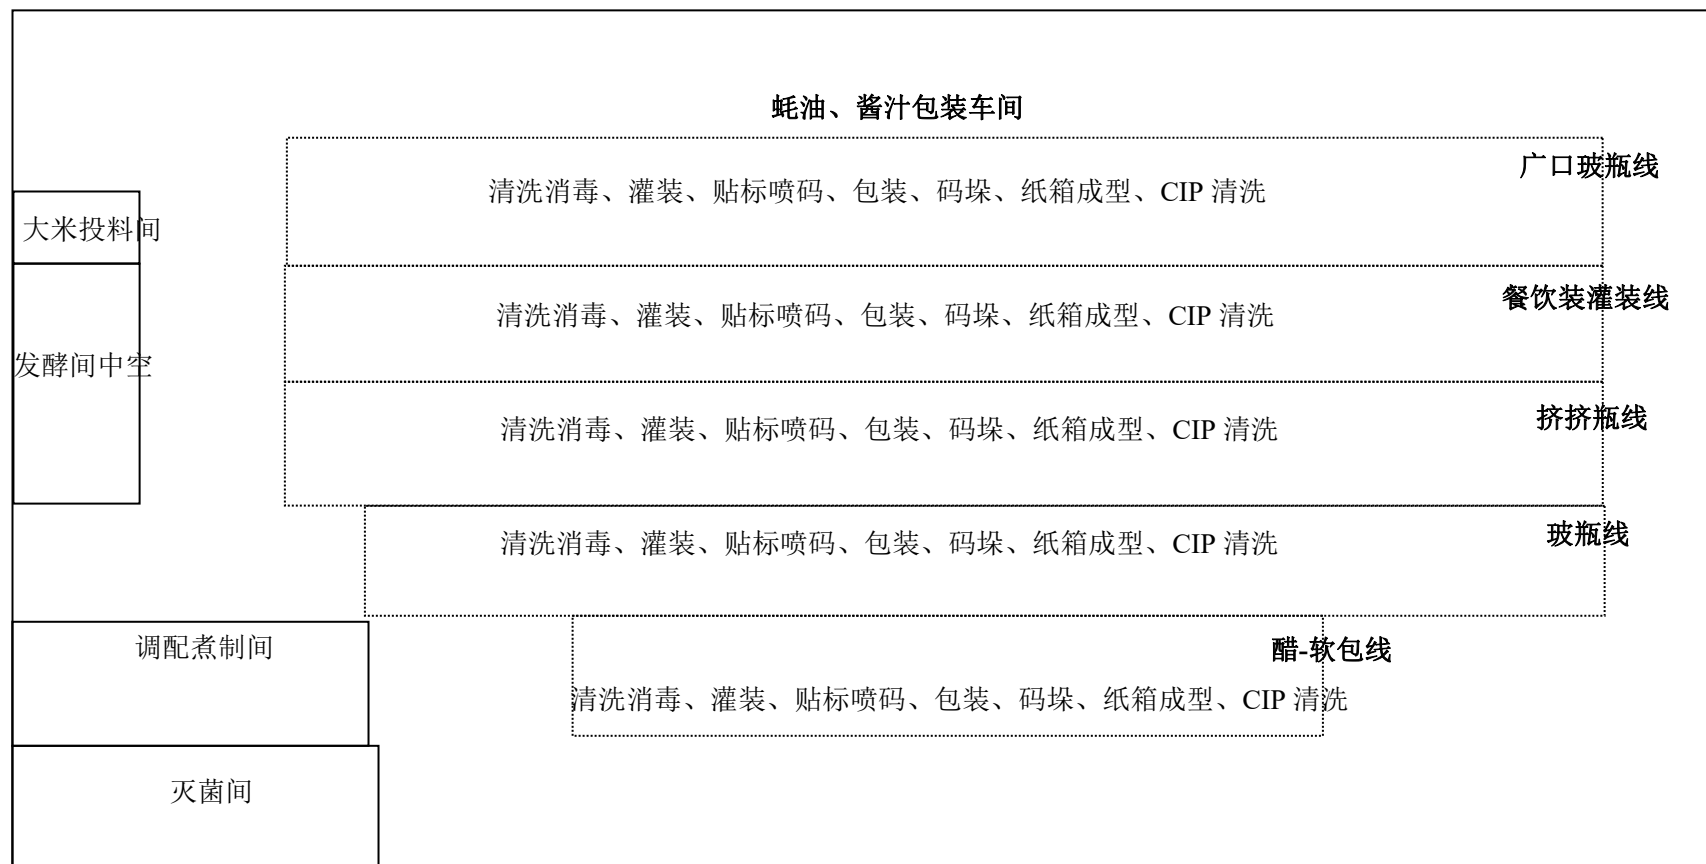 蚝油、酱汁包装车间
广口玻瓶线
清洗消毒、灌装、贴标喷码、包装、码垛、纸箱成型、CIP 清洗
大米投料间
餐饮装灌装线
清洗消毒、灌装、贴标喷码、包装、码垛、纸箱成型、CIP 清洗
发酵间中空
挤挤瓶线
清洗消毒、灌装、贴标喷码、包装、码垛、纸箱成型、CIP 清洗
玻瓶线
清洗消毒、灌装、贴标喷码、包装、码垛、纸箱成型、CIP 清洗
调配煮制间
醋-软包线
清洗消毒、灌装、贴标喷码、包装、码垛、纸箱成型、CIP 清洗
灭菌间